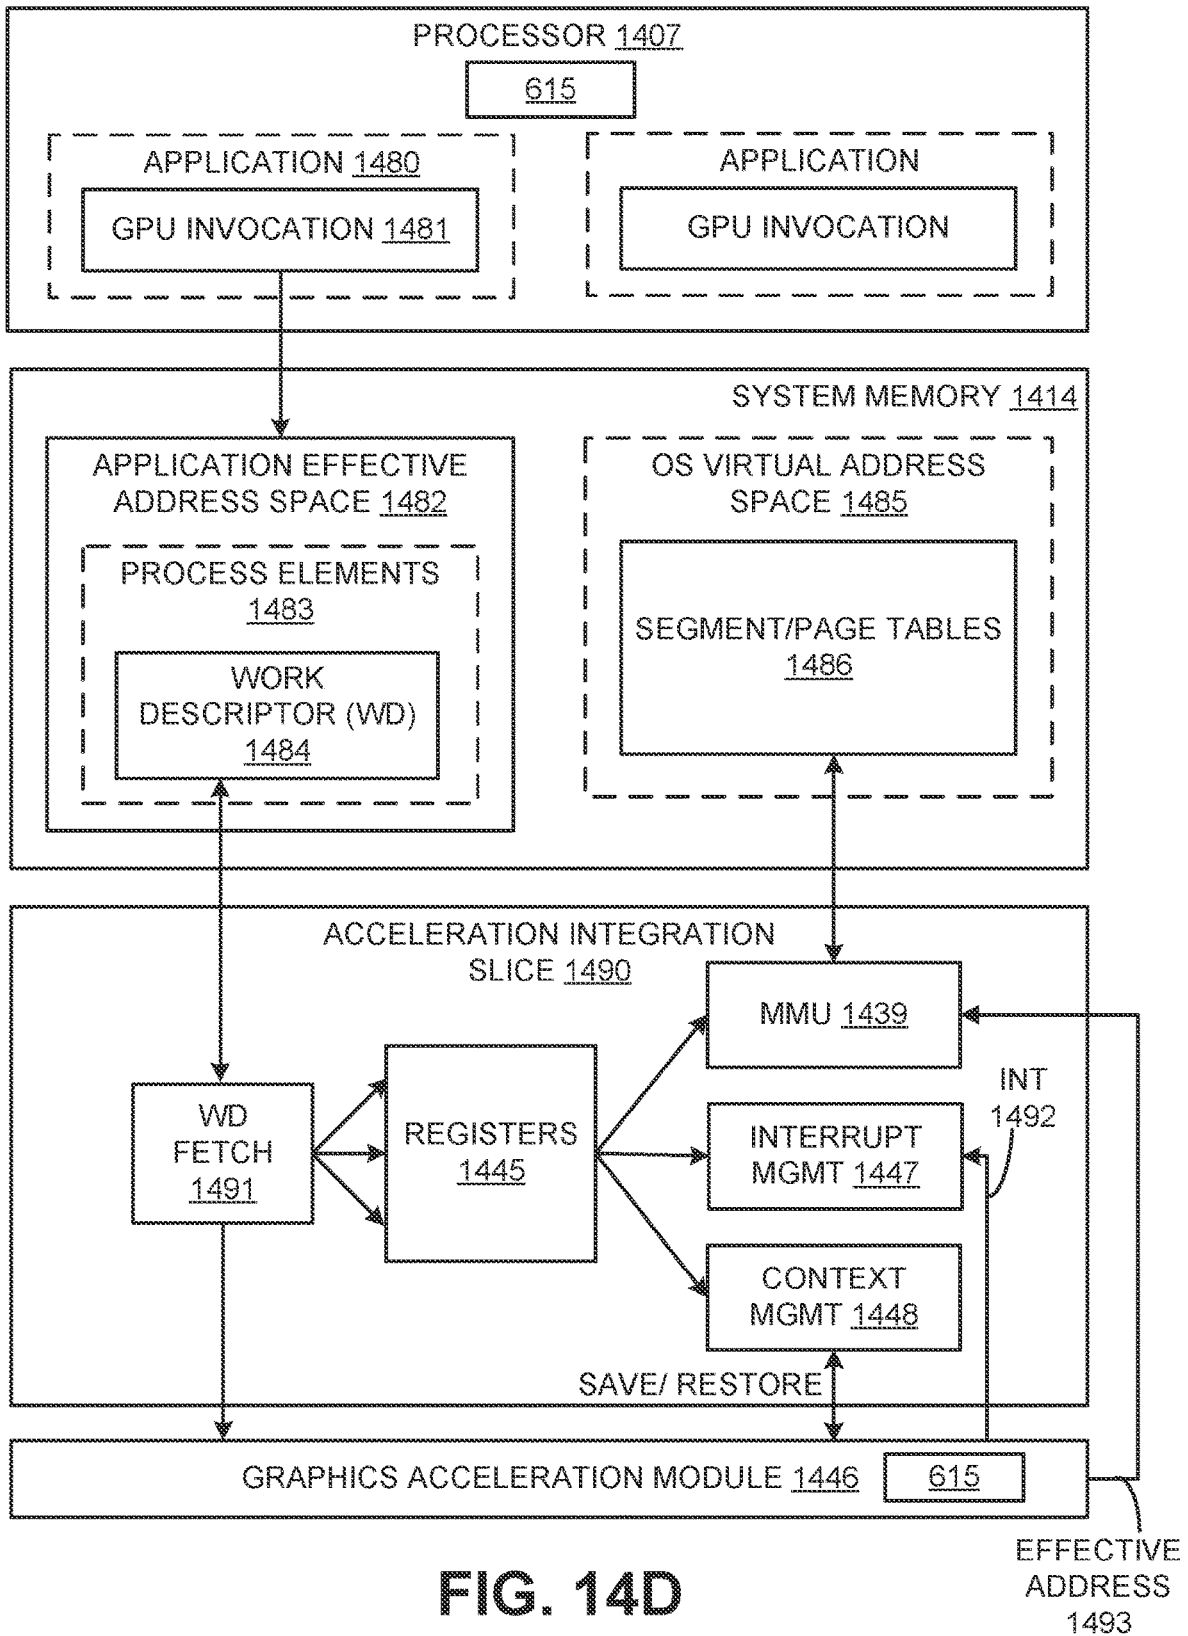 PROCESSOR 1407
615
APPLICATION 1480
GPU INVOCATION 1481
APPLICATION
GPU INVOCATION
SYSTEM MEMORY 1414
APPLICATION EFFECTIVE
ADDRESS SPACE 1482
PROCESS ELEMENTS
1483
WORK
DESCRIPTOR (WD)
1484
OS VIRTUAL ADDRESS
SPACE 1485
SEGMENT/PAGE TABLES
1486
ACCELERATION INTEGRATION
SLICE 1490
WD
FETCH
1491
REGISTERS
1445
MMU 1439
INTERRUPT
MGMT 1447
CONTEXT
MGMT 1448
INT
1492
SAVE/ RESTORE
GRAPHICS ACCELERATION MODULE 1446
615
EFFECTIVE
ADDRESS
1493
FIG. 14D